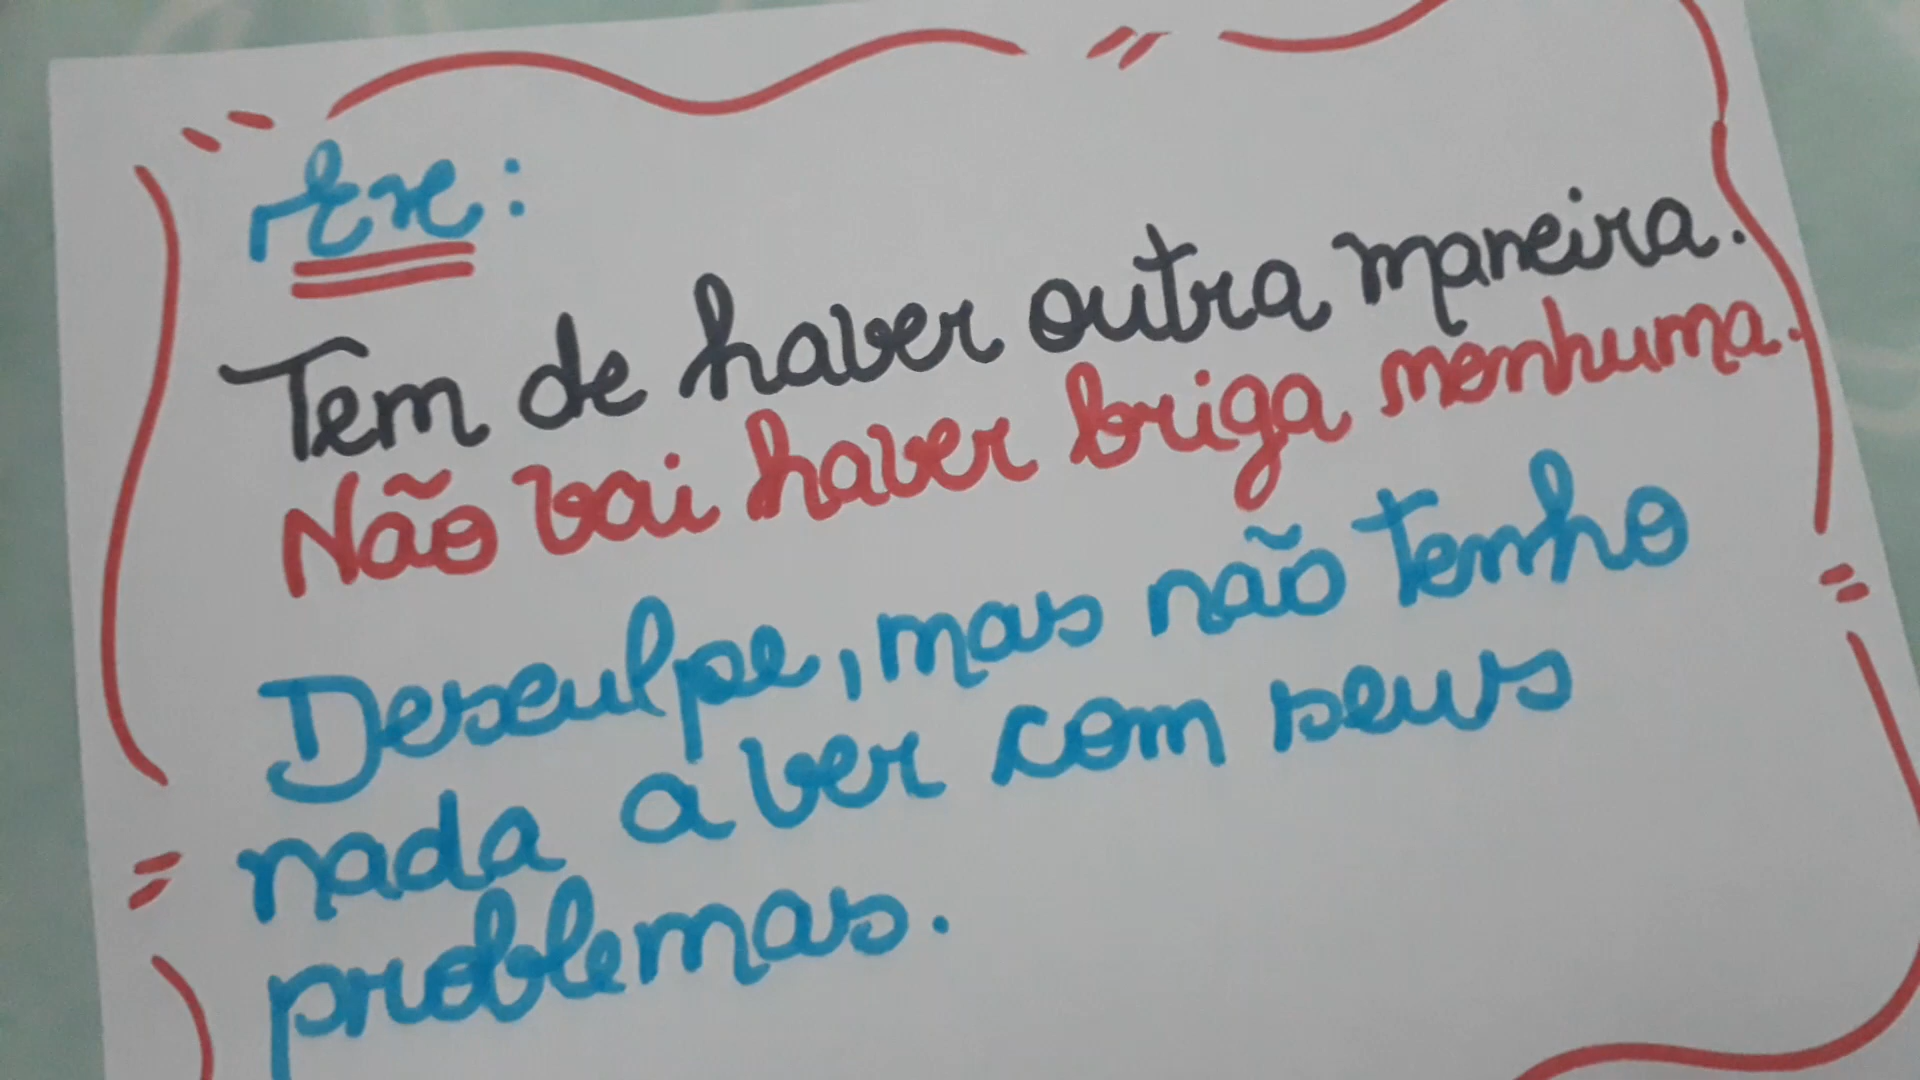 Ex:
Tem de haver outra maneira.
Não vai haver briga nenhuma.
Desculpe, mas não tenho
nada a ver com seus
problemas.